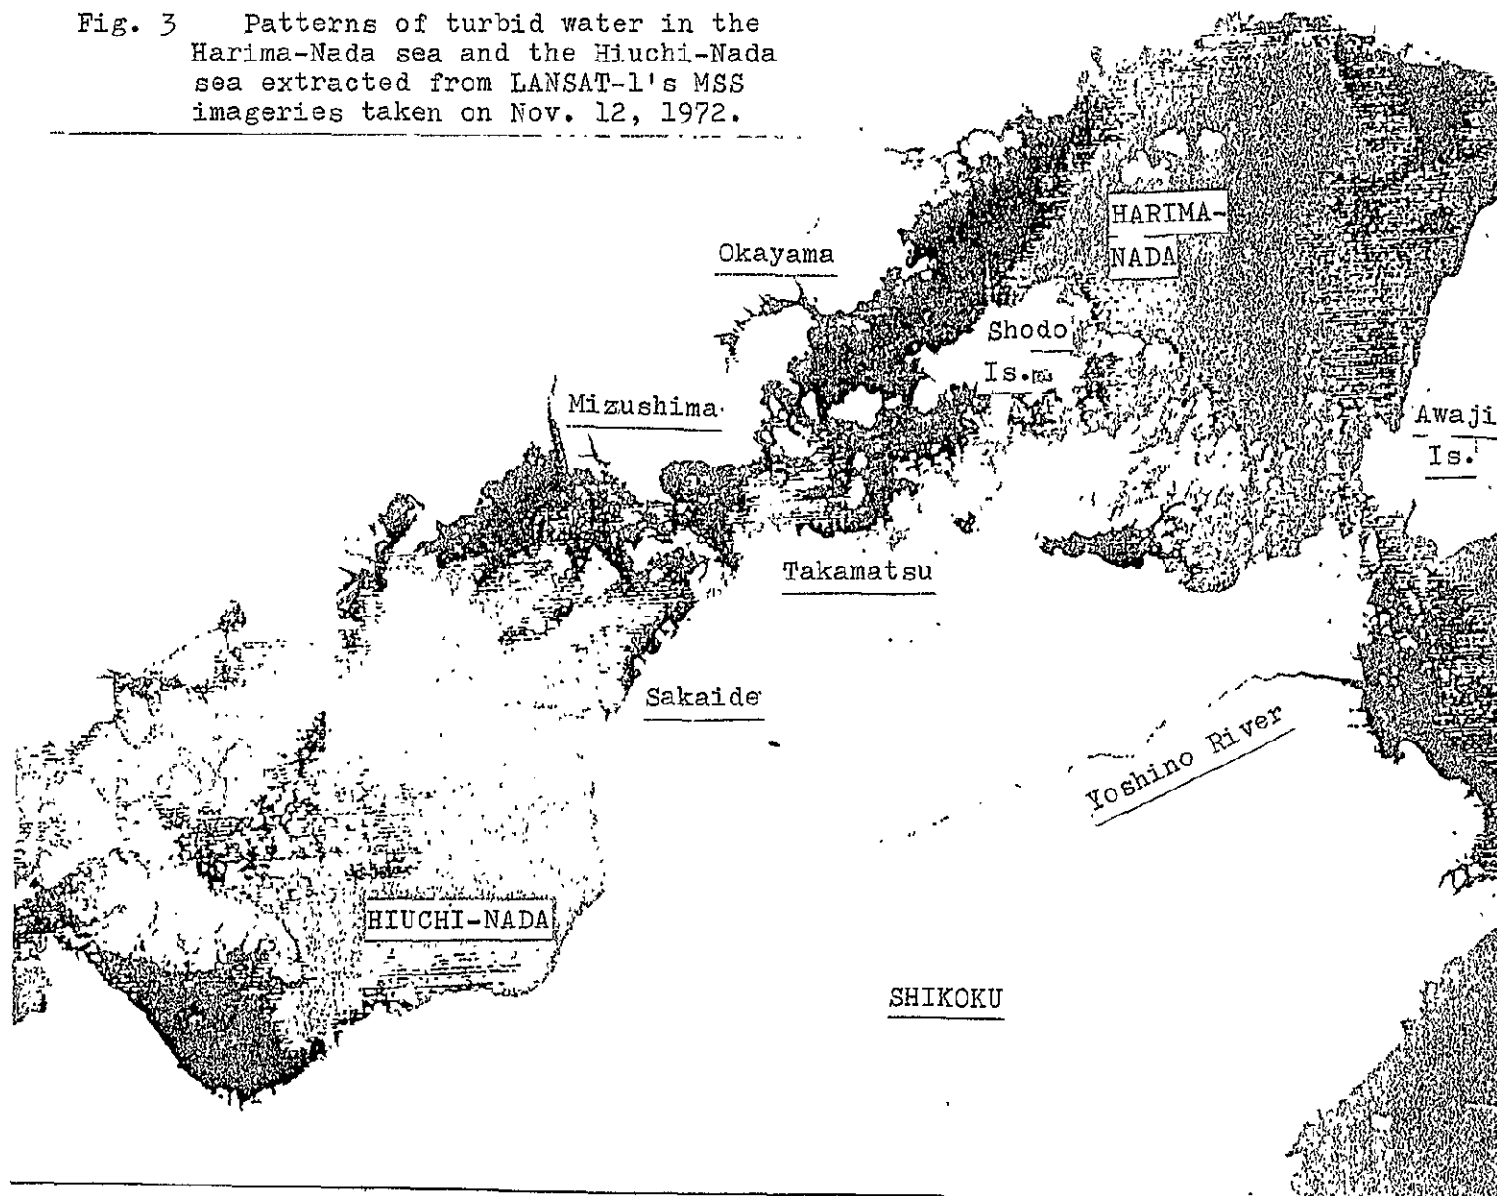 Fig. 3 Patterns of turbid water in the
Harima-Nada sea and the Hiuchi-Nada
sea extracted from LANSAT-1's MSS
imageries taken on Nov. 12, 1972.
HARIMA-
NADA
Okayama
Shodo
Is.
Mizushima
Awaji
Is.
Takamatsu
Sakaide
Yoshino River
HIUCHI-NADA
SHIKOKU